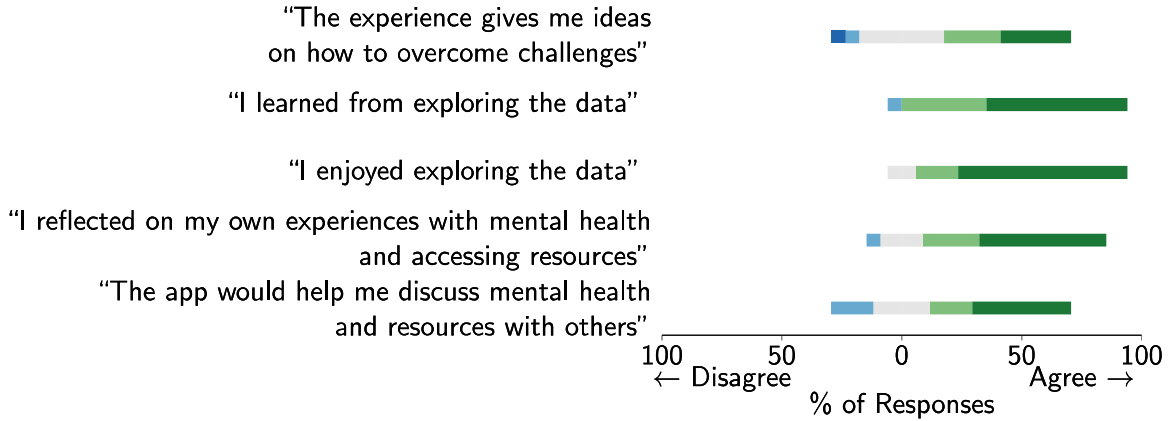 “The experience gives me ideas
on how to overcome challenges”
“I learned from exploring the data”
“I enjoyed exploring the data”
“I reflected on my own experiences with mental health
and accessing resources”
“The app would help me discuss mental health
and resources with others”
100 50 0 50 100
← Disagree Agree →
% of Responses